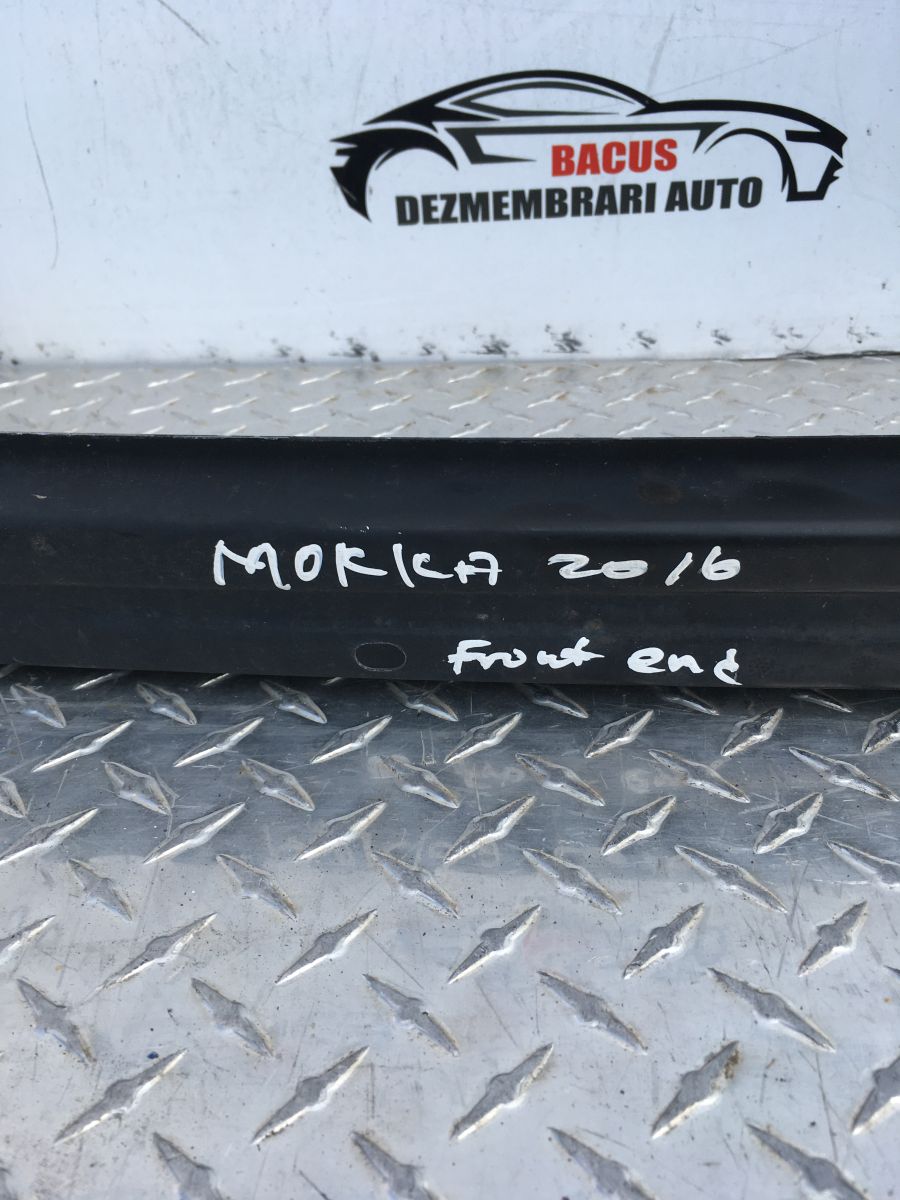 BACUS
DEZMEMBRARI AUTO
MOKKA 2016
Front end